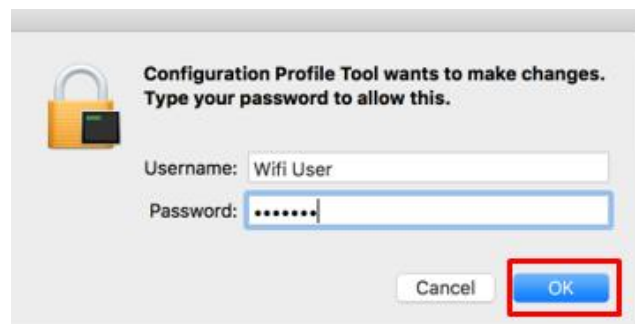 Configuration Profile Tool wants to make changes.
Type your password to allow this.
Username: Wifi User
Password: •••••••
Cancel OK